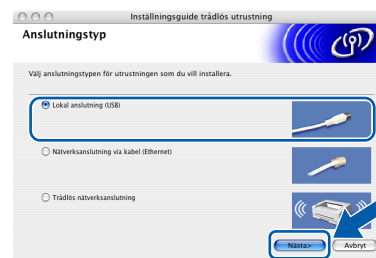 Inställningsguide trådlös utrustning
Anslutningstyp
Välj anslutningstypen för utrustningen som du vill installera.
Lokal anslutning (USB)
Nätverksanslutning via kabel (Ethernet)
Trådlös nätverksanslutning
Nästa> Avbryt